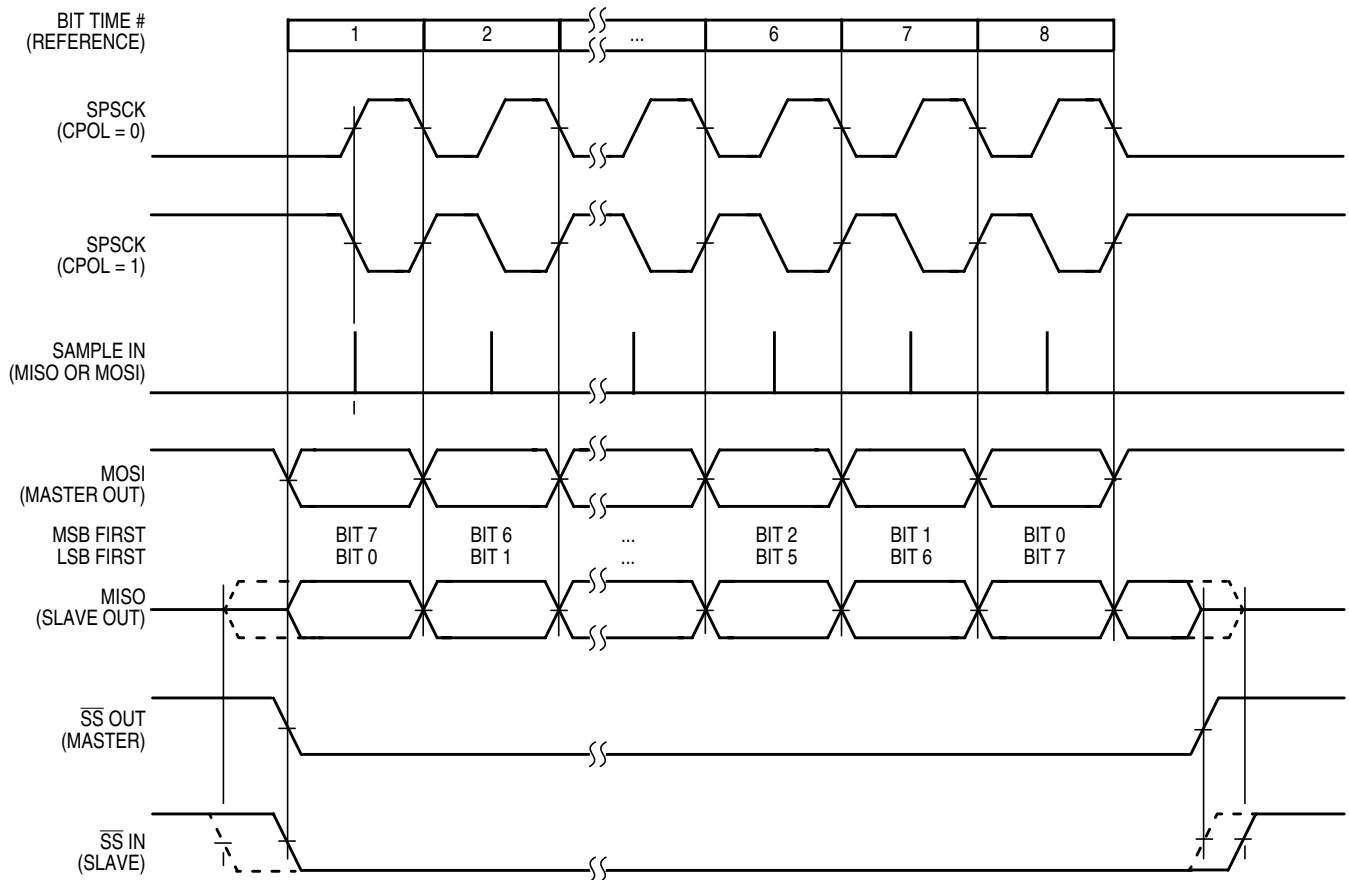 BIT TIME #
(REFERENCE)
1 2 ... 6 7 8
SPSCK
(CPOL = 0)
SPSCK
(CPOL = 1)
SAMPLE IN
(MISO OR MOSI)
MOSI
(MASTER OUT)
MSB FIRST BIT 7 BIT 6 ... BIT 2 BIT 1 BIT 0
LSB FIRST BIT 0 BIT 1 ... BIT 5 BIT 6 BIT 7
MISO
(SLAVE OUT)
S̅S̅ OUT
(MASTER)
S̅S̅ IN
(SLAVE)